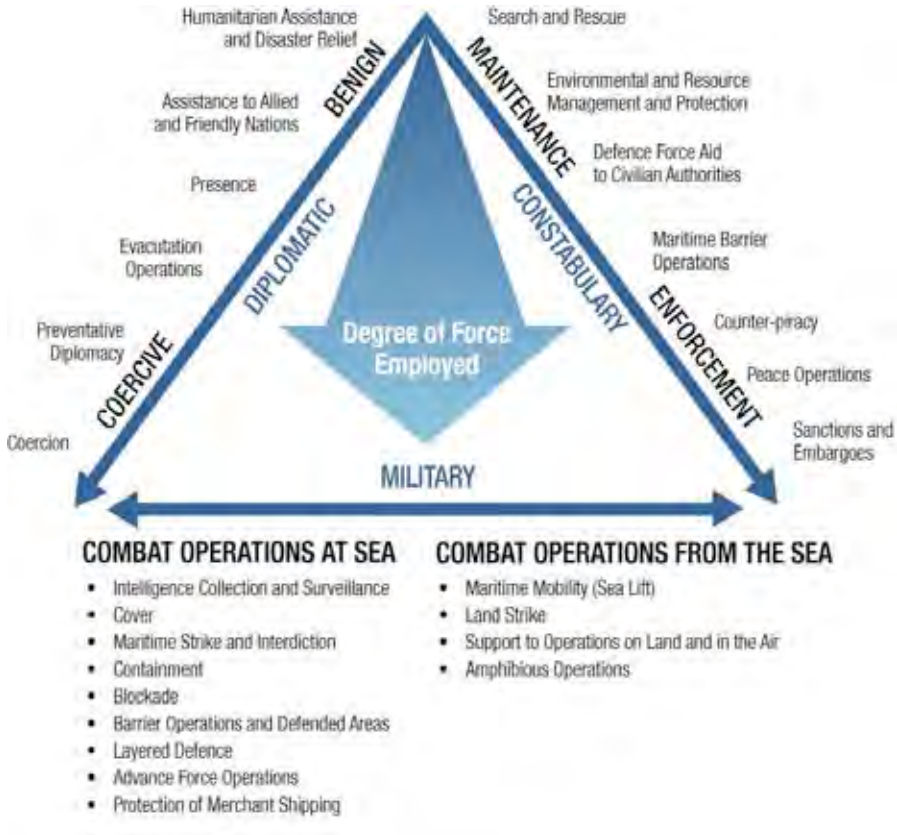 Humanitarian Assistance
and Disaster Relief
Search and Rescue
BENIGN
MAINTENANCE
Environmental and Resource
Management and Protection
Assistance to Allied
and Friendly Nations
Defence Force Aid
to Civilian Authorities
Presence
DIPLOMATIC
CONSTABULARY
Maritime Barrier
Operations
Evacutation
Operations
ENFORCEMENT
Counter-piracy
Preventative
Diplomacy
COERCIVE
Degree of Force
Employed
Peace Operations
Coercion
Sanctions and
Embargoes
MILITARY
COMBAT OPERATIONS AT SEA
• Intelligence Collection and Surveillance
• Cover
• Maritime Strike and Interdiction
• Containment
• Blockade
• Barrier Operations and Defended Areas
• Layered Defence
• Advance Force Operations
• Protection of Merchant Shipping
COMBAT OPERATIONS FROM THE SEA
• Maritime Mobility (Sea Lift)
• Land Strike
• Support to Operations on Land and in the Air
• Amphibious Operations